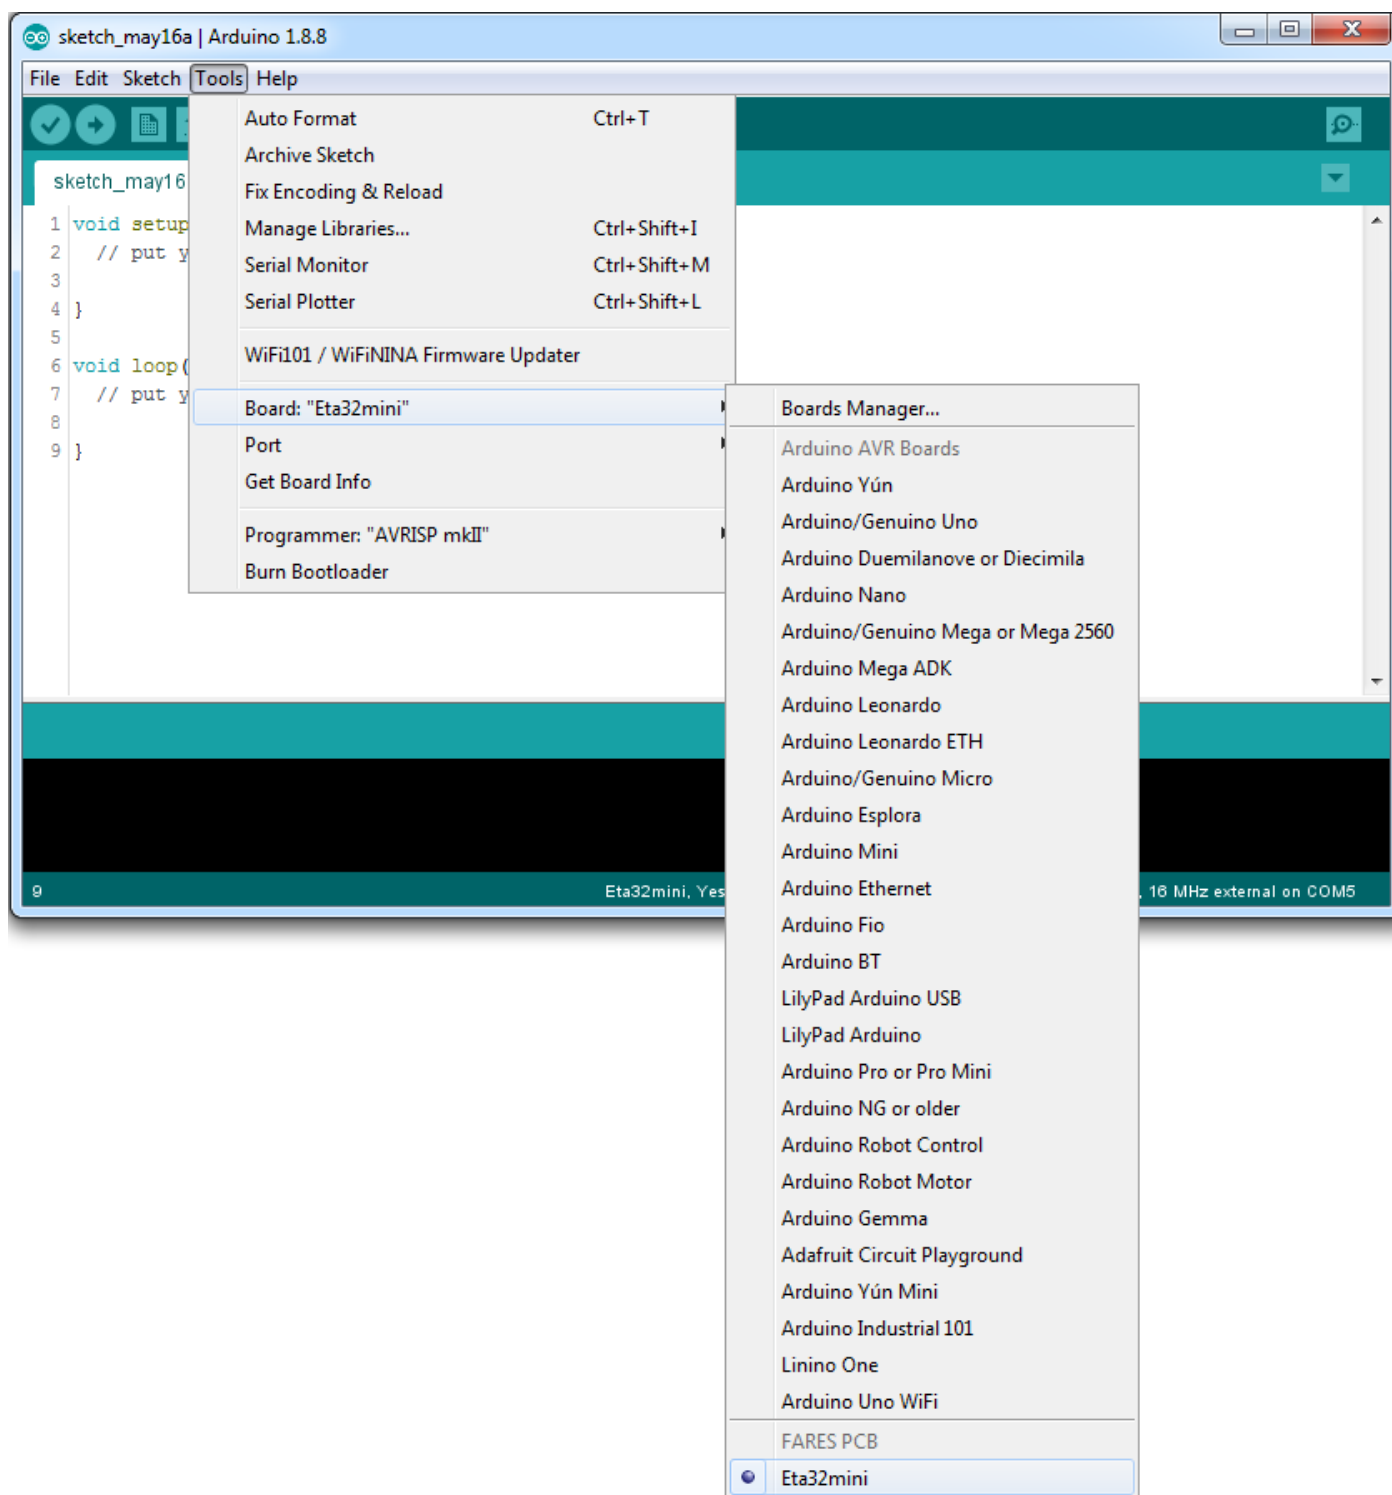 sketch_may16a | Arduino 1.8.8
File Edit Sketch Tools Help
sketch_may16
1 void setup
2 // put y
3
4 }
5
6 void loop(
7 // put y
8
9 }
Auto Format Ctrl+T
Archive Sketch
Fix Encoding & Reload
Manage Libraries... Ctrl+Shift+I
Serial Monitor Ctrl+Shift+M
Serial Plotter Ctrl+Shift+L
WiFi101 / WiFiNINA Firmware Updater
Board: "Eta32mini"
Port
Get Board Info
Programmer: "AVRISP mkII"
Burn Bootloader
Boards Manager...
Arduino AVR Boards
Arduino Yún
Arduino/Genuino Uno
Arduino Duemilanove or Diecimila
Arduino Nano
Arduino/Genuino Mega or Mega 2560
Arduino Mega ADK
Arduino Leonardo
Arduino Leonardo ETH
Arduino/Genuino Micro
Arduino Esplora
Arduino Mini
Arduino Ethernet
Arduino Fio
Arduino BT
LilyPad Arduino USB
LilyPad Arduino
Arduino Pro or Pro Mini
Arduino NG or older
Arduino Robot Control
Arduino Robot Motor
Arduino Gemma
Adafruit Circuit Playground
Arduino Yún Mini
Arduino Industrial 101
Linino One
Arduino Uno WiFi
FARES PCB
Eta32mini
9 Eta32mini, Yes , 16 MHz external on COM5